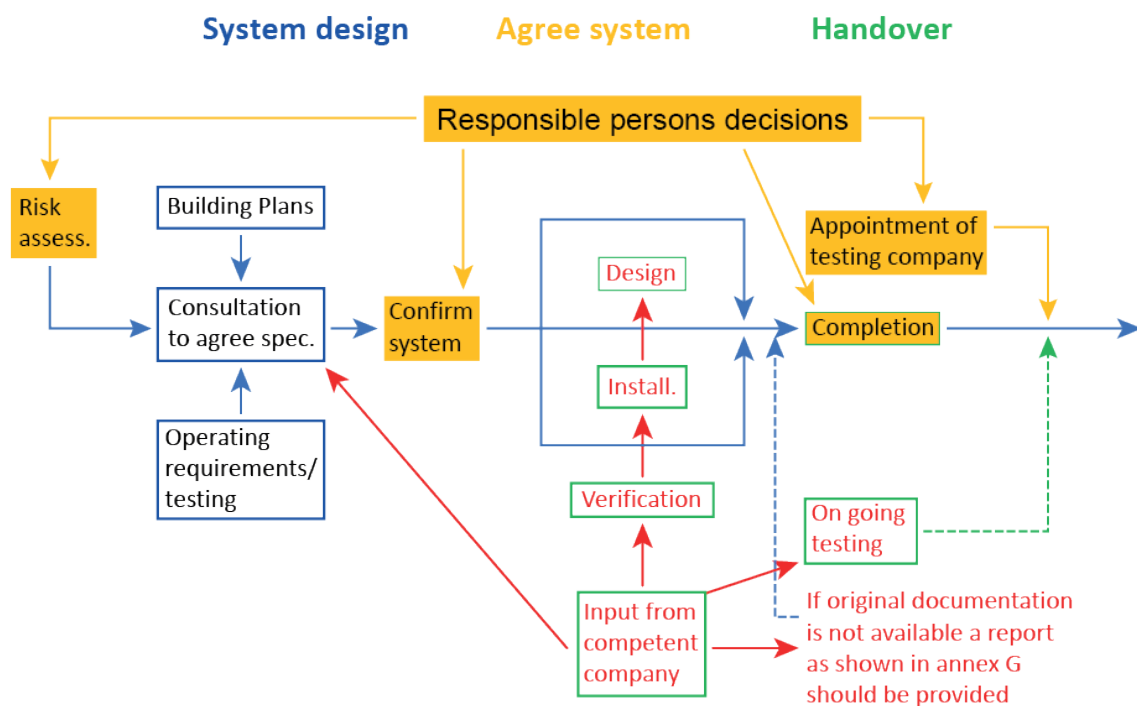 System design
Agree system
Handover
Responsible persons decisions
Risk
assess.
Building Plans
Appointment of
testing company
Design
Consultation
to agree spec.
Confirm
system
Completion
Install.
Operating
requirements/
testing
Verification
On going
testing
Input from
competent
company
If original documentation
is not available a report
as shown in annex G
should be provided